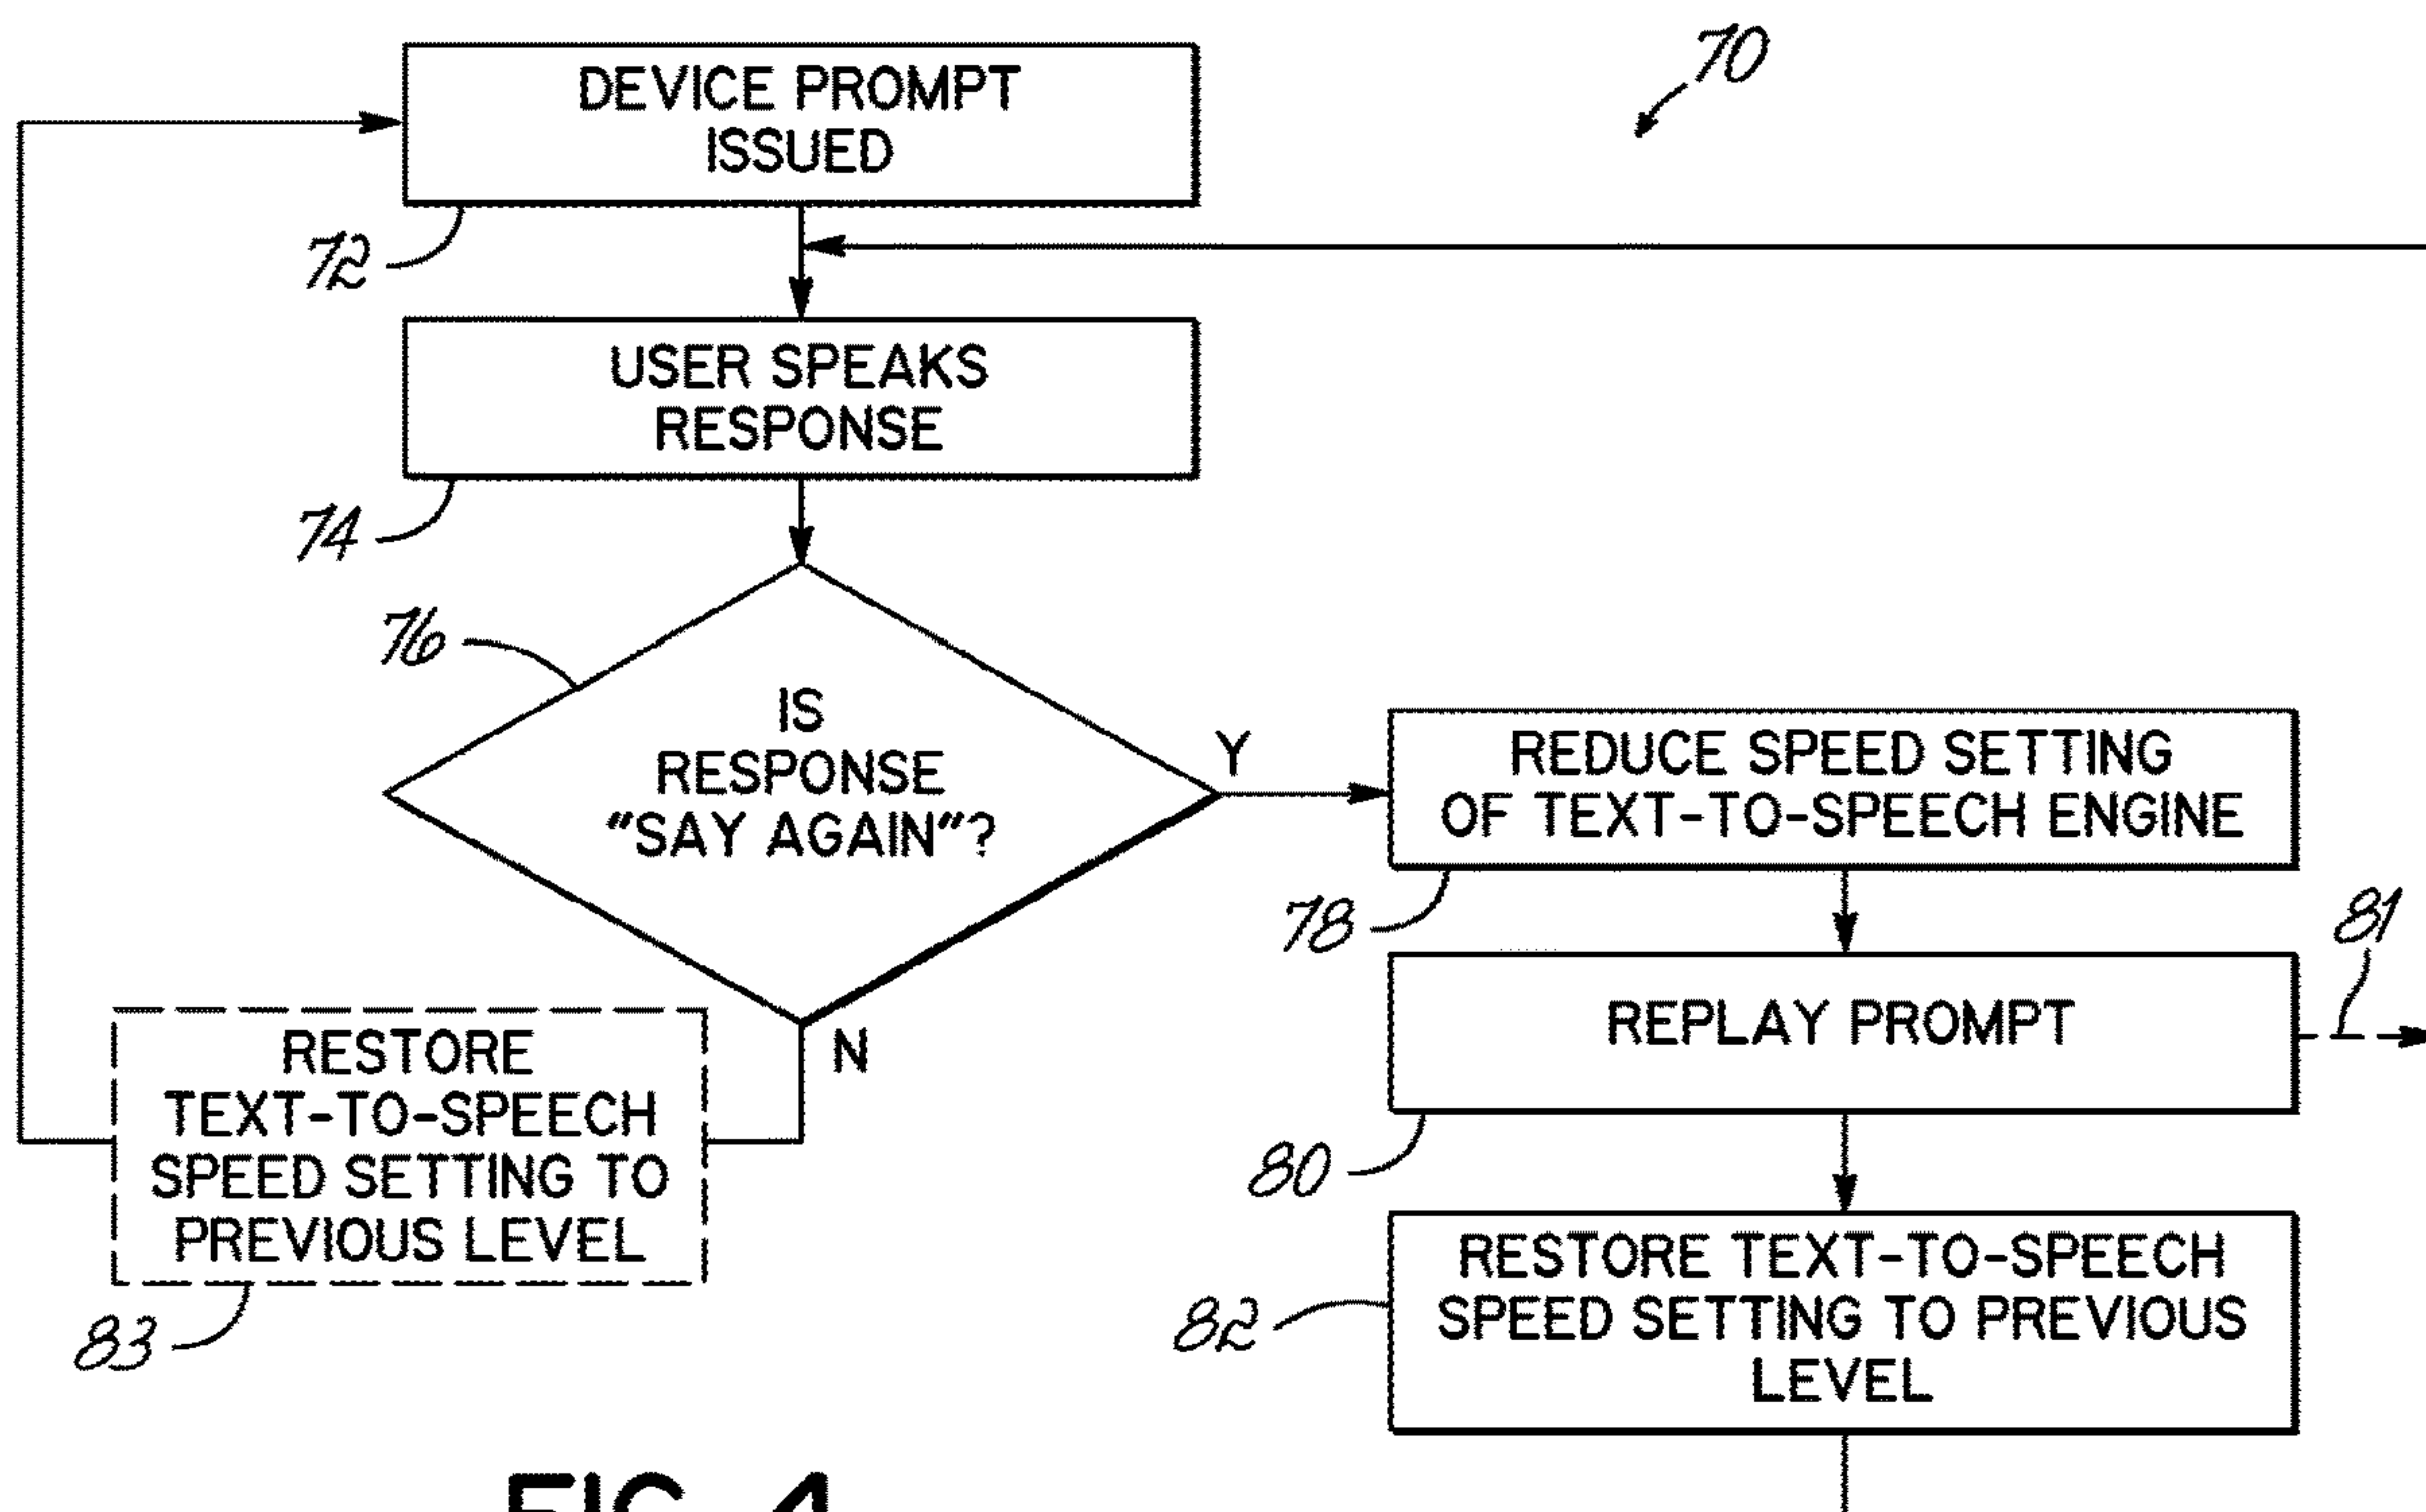 70
DEVICE PROMPT
ISSUED
72
USER SPEAKS
RESPONSE
74
76
IS
RESPONSE
"SAY AGAIN"?
Y
N
REDUCE SPEED SETTING
OF TEXT-TO-SPEECH ENGINE
78
81
REPLAY PROMPT
80
RESTORE
TEXT-TO-SPEECH
SPEED SETTING TO
PREVIOUS LEVEL
83
RESTORE TEXT-TO-SPEECH
SPEED SETTING TO PREVIOUS
LEVEL
82
FIG. 4